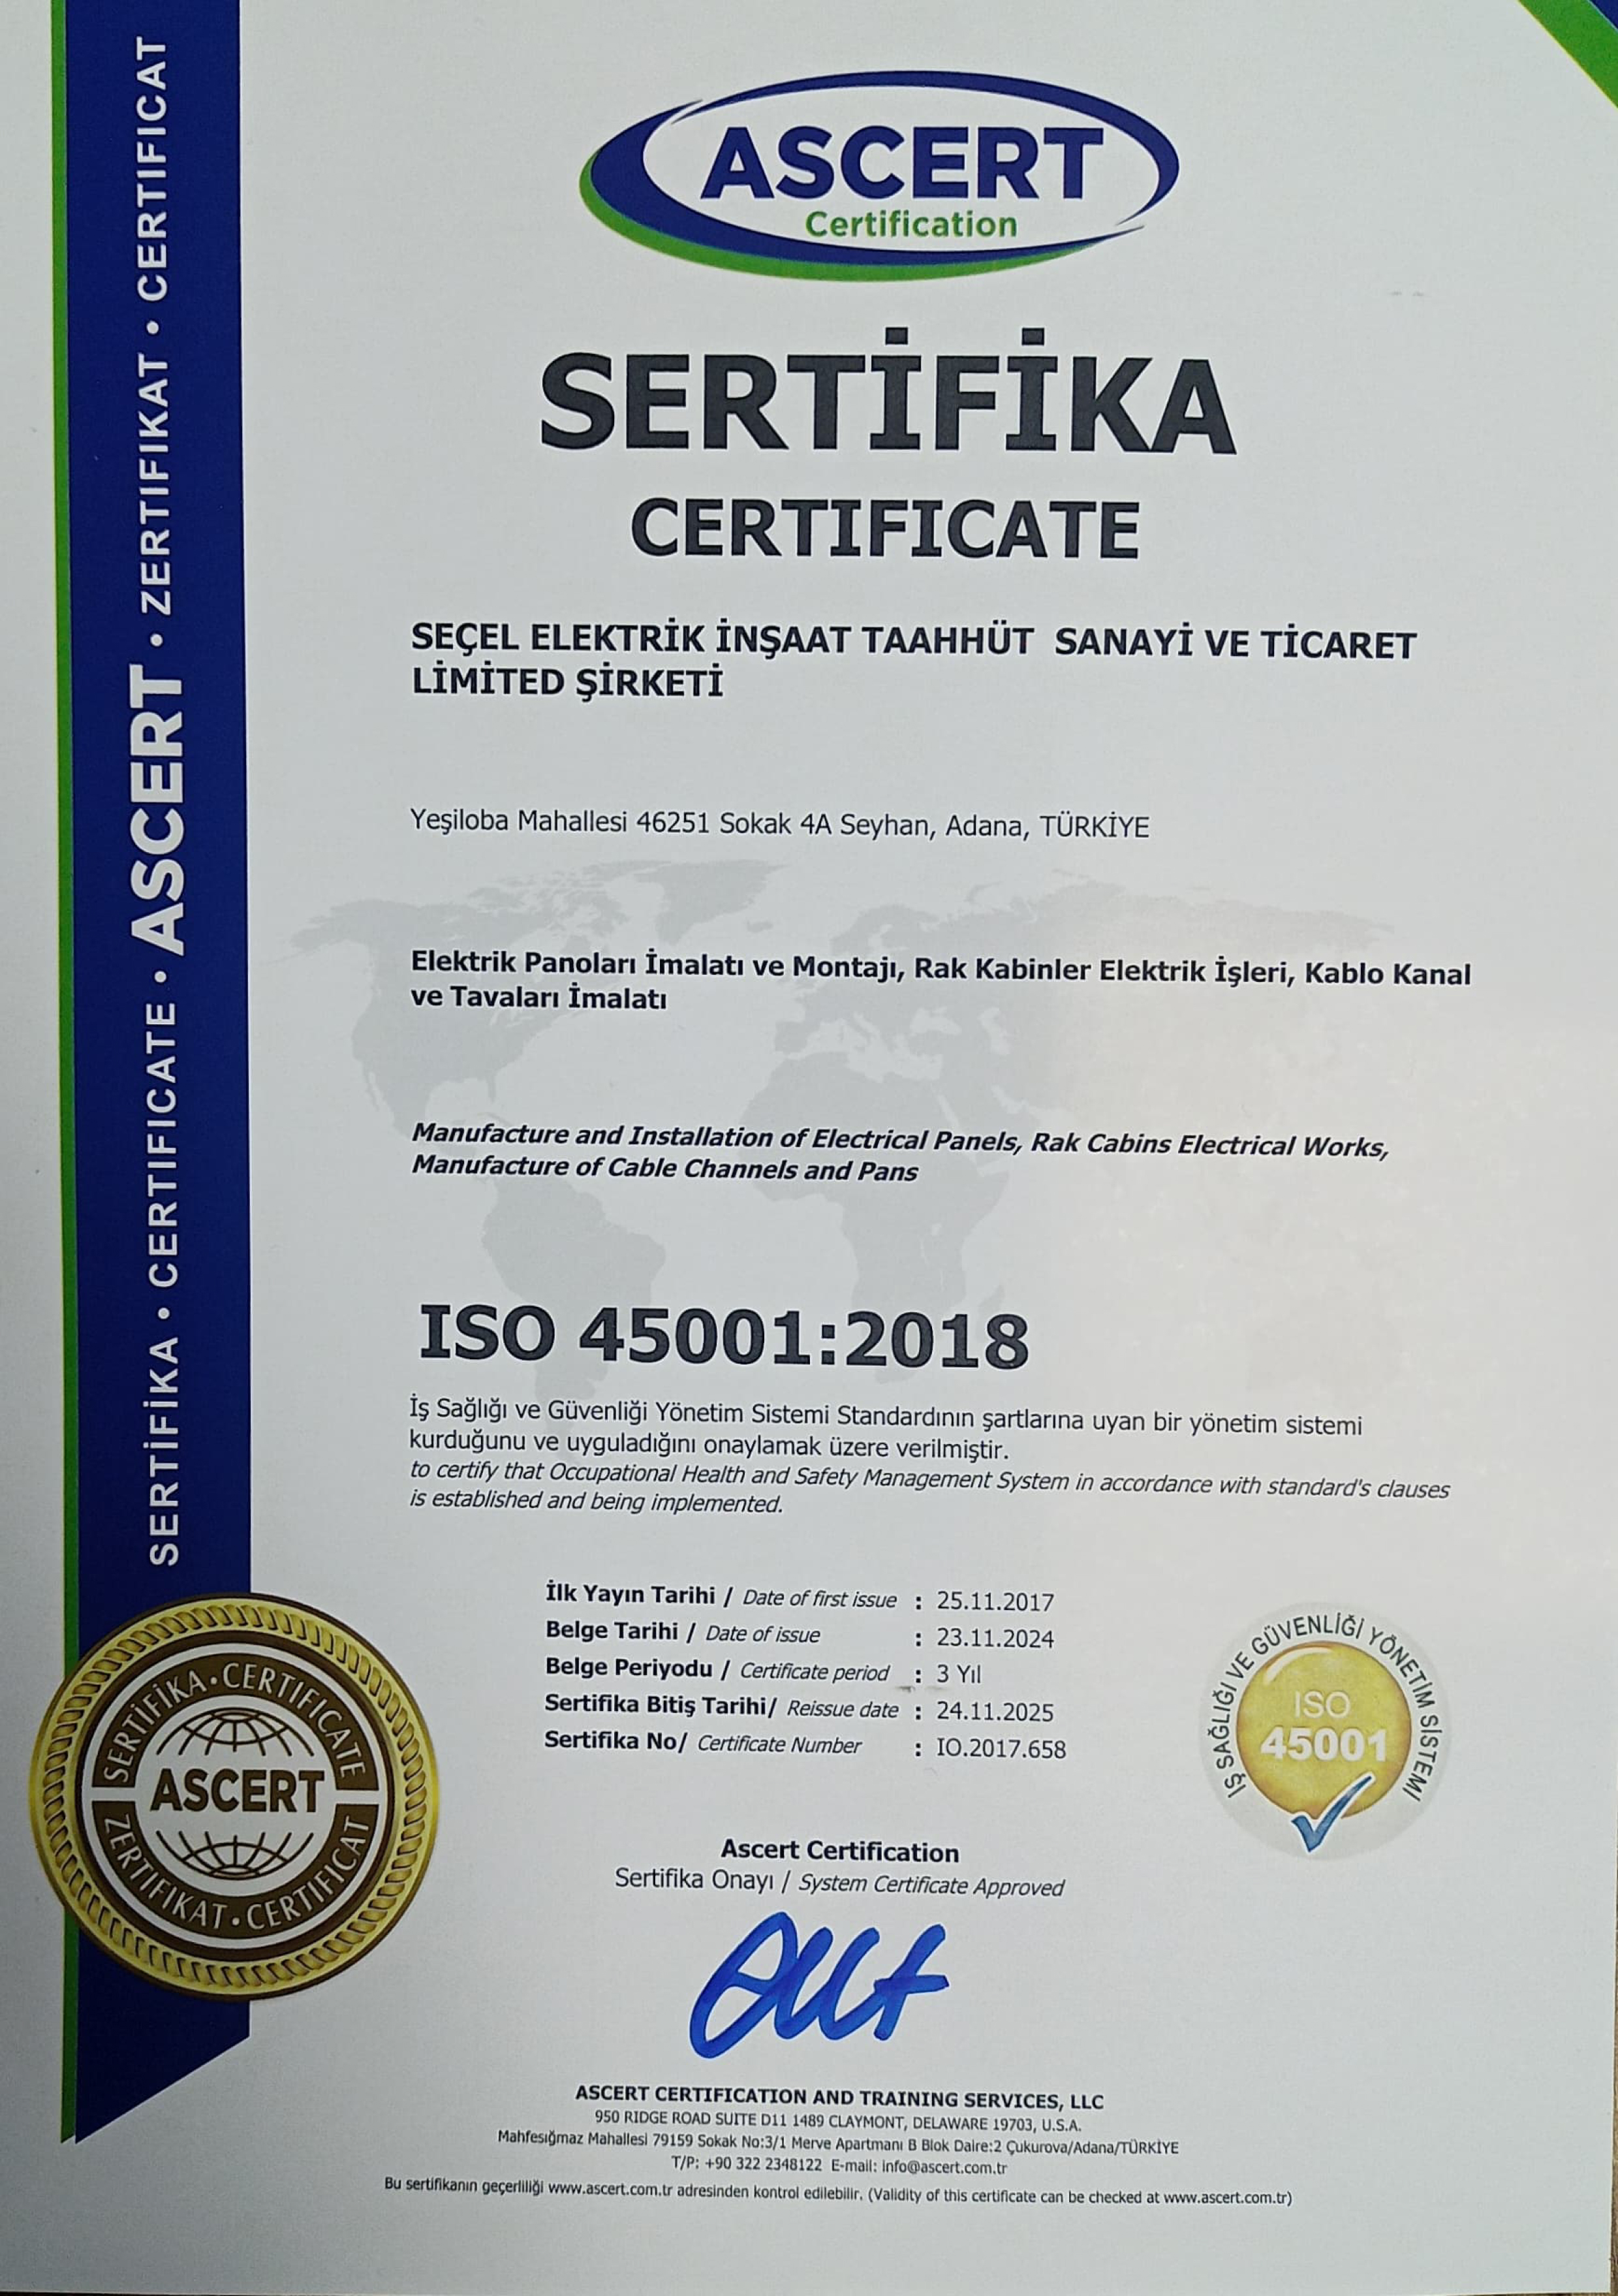 ASCERT
Certification
SERTİFİKA
CERTIFICATE
SEÇEL ELEKTRİK İNŞAAT TAAHHÜT SANAYİ VE TİCARET
LİMİTED ŞİRKETİ
Yeşiloba Mahallesi 46251 Sokak 4A Seyhan, Adana, TÜRKİYE
Elektrik Panoları İmalatı ve Montajı, Rak Kabinler Elektrik İşleri, Kablo Kanal
ve Tavaları İmalatı
Manufacture and Installation of Electrical Panels, Rak Cabins Electrical Works,
Manufacture of Cable Channels and Pans
ISO 45001:2018
İş Sağlığı ve Güvenliği Yönetim Sistemi Standardının şartlarına uyan bir yönetim sistemi
kurduğunu ve uyguladığını onaylamak üzere verilmiştir.
to certify that Occupational Health and Safety Management System in accordance with standard's clauses
is established and being implemented.
İlk Yayın Tarihi / Date of first issue : 25.11.2017
Belge Tarihi / Date of issue : 23.11.2024
Belge Periyodu / Certificate period : 3 Yıl
Sertifika Bitiş Tarihi/ Reissue date : 24.11.2025
Sertifika No/ Certificate Number : IO.2017.658
İŞ SAĞLIĞI VE GÜVENLİĞİ YÖNETİM SİSTEMİ
ISO
45001
Ascert Certification
Sertifika Onayı / System Certificate Approved
ASCERT CERTIFICATION AND TRAINING SERVICES, LLC
950 RIDGE ROAD SUITE D11 1489 CLAYMONT, DELAWARE 19703, U.S.A.
Mahfesığmaz Mahallesi 79159 Sokak No:3/1 Merve Apartmanı B Blok Daire:2 Çukurova/Adana/TÜRKİYE
T/P: +90 322 2348122 E-mail: info@ascert.com.tr
Bu sertifikanın geçerliliği www.ascert.com.tr adresinden kontrol edilebilir. (Validity of this certificate can be checked at www.ascert.com.tr)
SERTİFİKA • CERTIFICATE • ASCERT • ZERTIFIKAT • CERTIFICAT
SERTİFİKA • CERTIFICATE
ASCERT
ZERTIFIKAT • CERTIFICAT